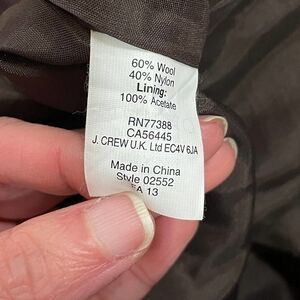 60% Wool
40% Nylon
Lining:
100% Acetate
RN77388
CA56445
J. CREW U.K. Ltd EC4V 6JA
Made in China
Style 02552
FA 13